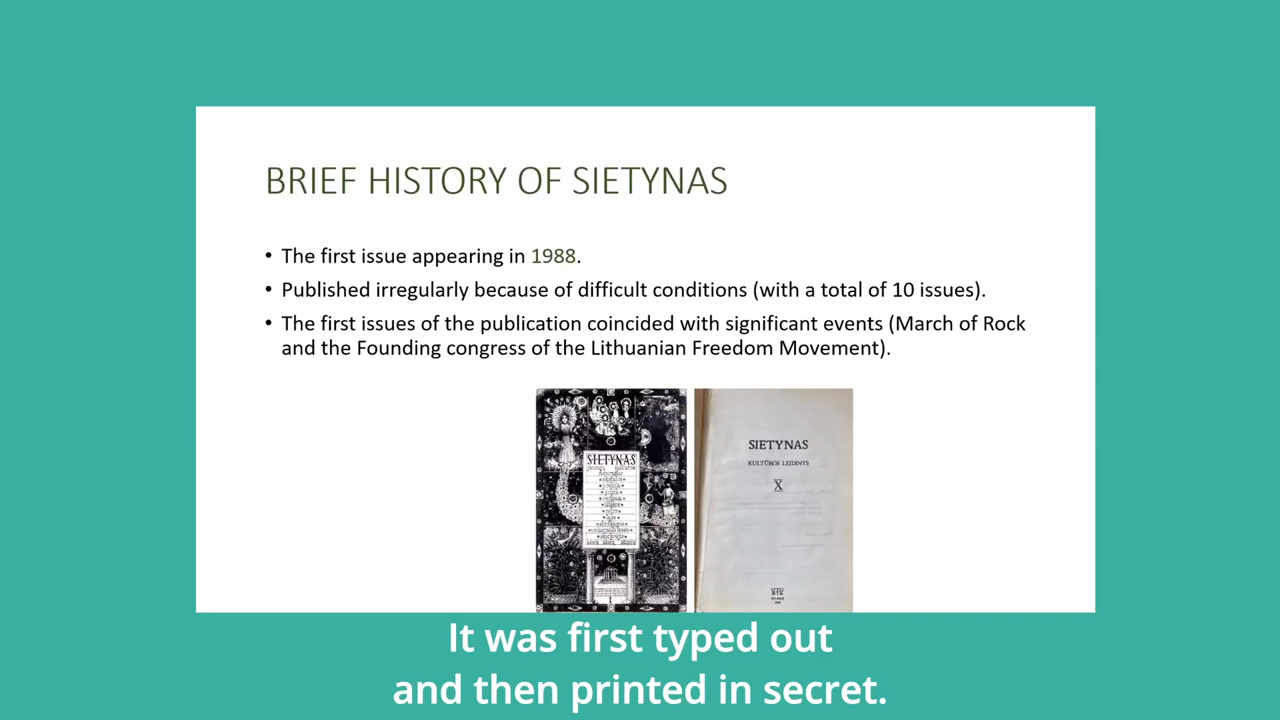 BRIEF HISTORY OF SIETYNAS
• The first issue appearing in 1988.
• Published irregularly because of difficult conditions (with a total of 10 issues).
• The first issues of the publication coincided with significant events (March of Rock
and the Founding congress of the Lithuanian Freedom Movement).
SIETYNAS
SIETYNAS
KULTŪROS LEIDINYS
X
It was first typed out
and then printed in secret.